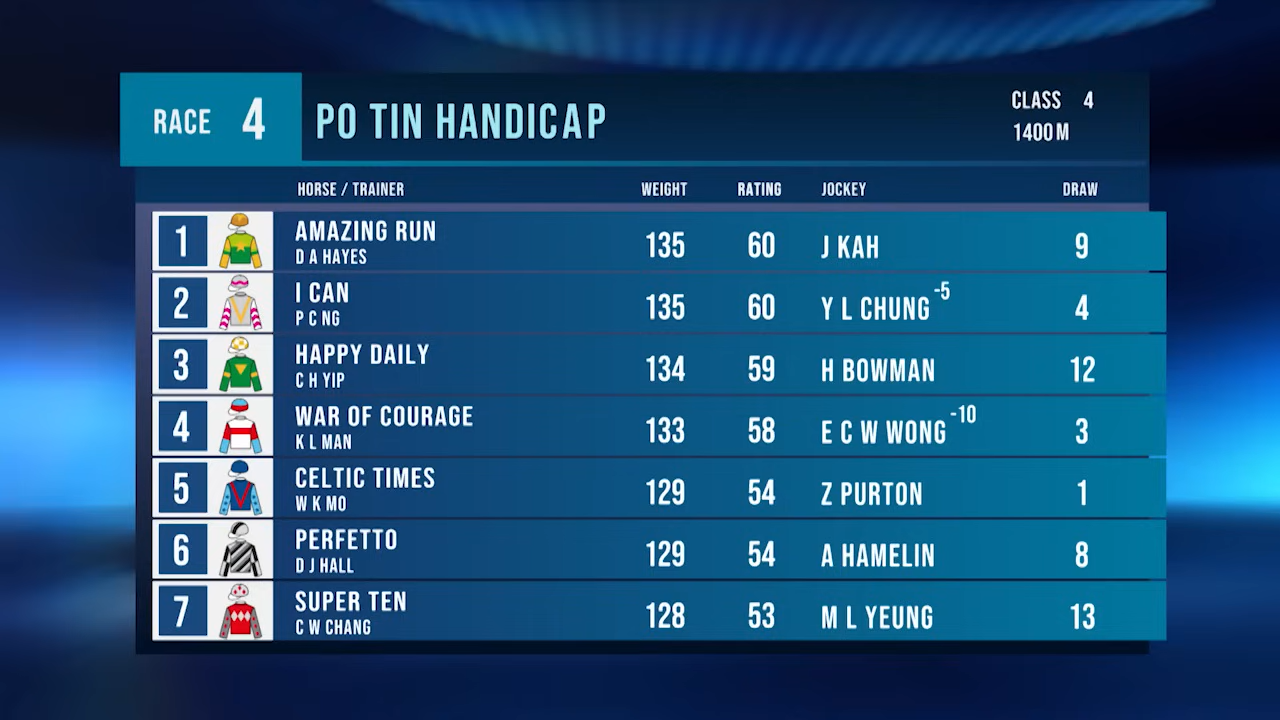 RACE 4 PO TIN HANDICAP
CLASS 4
1400M
HORSE / TRAINER WEIGHT RATING JOCKEY DRAW
1 AMAZING RUN 135 60 J KAH 9
D A HAYES
2 I CAN 135 60 Y L CHUNG -5 4
P C NG
3 HAPPY DAILY 134 59 H BOWMAN 12
C H YIP
4 WAR OF COURAGE 133 58 E C W WONG -10 3
K L MAN
5 CELTIC TIMES 129 54 Z PURTON 1
W K MO
6 PERFETTO 129 54 A HAMELIN 8
D J HALL
7 SUPER TEN 128 53 M L YEUNG 13
C W CHANG